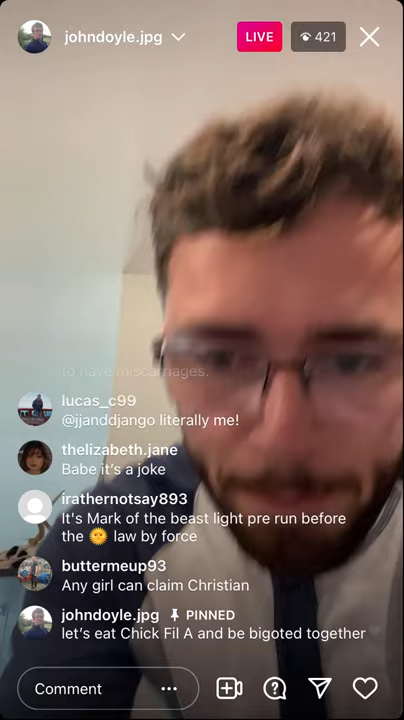 johndoyle.jpg
LIVE
421
to have miscarriages.
lucas_c99
@jjanddjango literally me!
thelizabeth.jane
Babe it's a joke
irathernotsay893
It's Mark of the beast light pre run before
the 🌞 law by force
buttermeup93
Any girl can claim Christian
johndoyle.jpg PINNED
let's eat Chick Fil A and be bigoted together
Comment